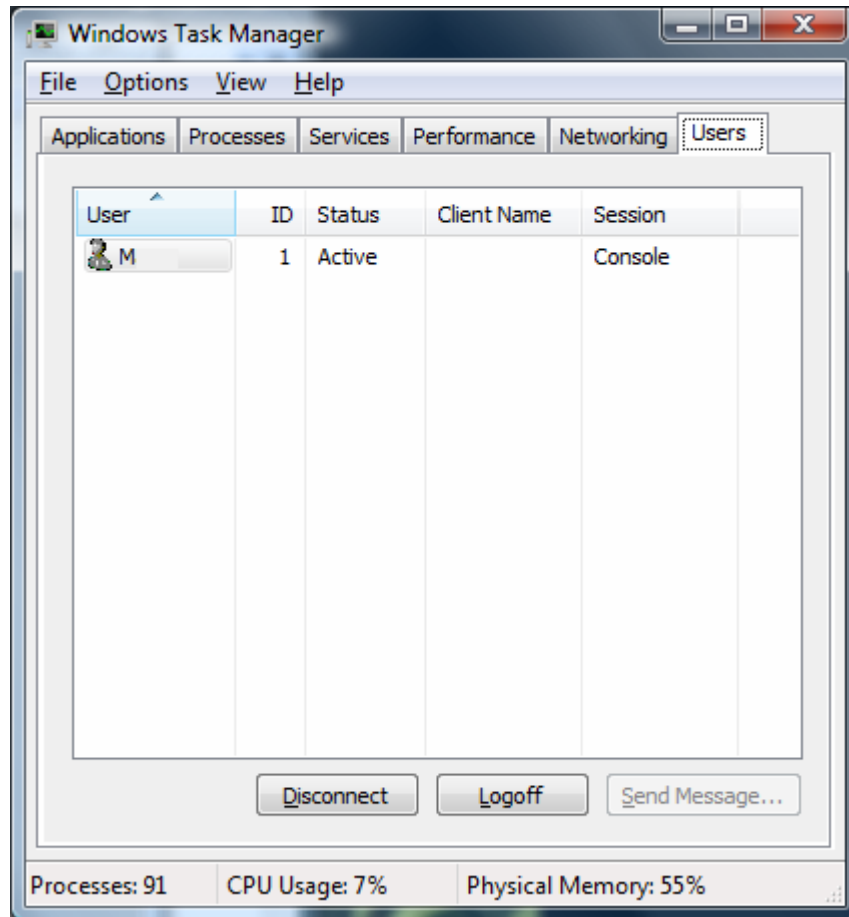 Windows Task Manager
File Options View Help
Applications Processes Services Performance Networking Users
User ID Status Client Name Session
M 1 Active Console
Disconnect Logoff Send Message...
Processes: 91 CPU Usage: 7% Physical Memory: 55%